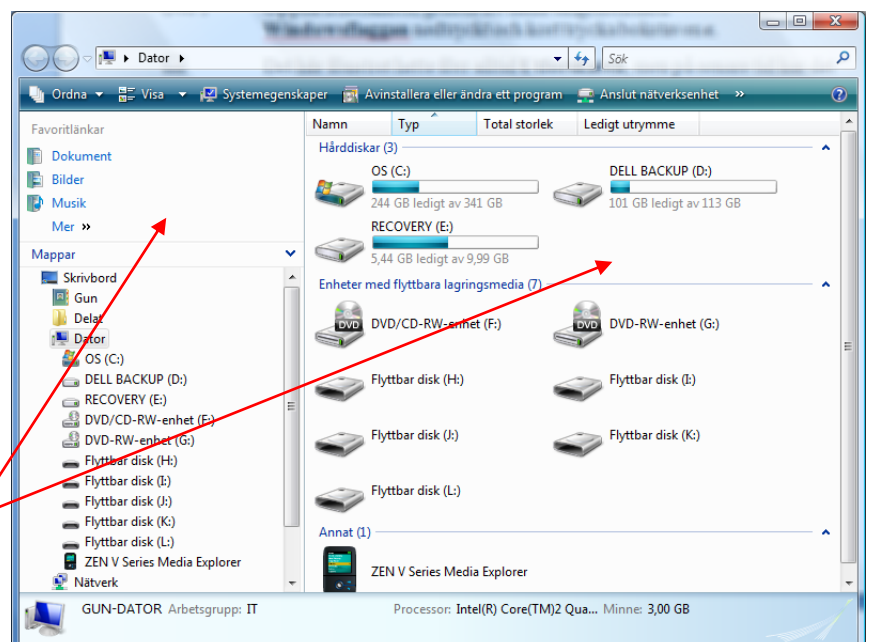 Dator
Sök
Ordna Visa Systemegenskaper Avinstallera eller ändra ett program Anslut nätverksenhet »
Favoritlänkar
Dokument
Bilder
Musik
Mer »
Mappar
Skrivbord
Gun
Delat
Dator
OS (C:)
DELL BACKUP (D:)
RECOVERY (E:)
DVD/CD-RW-enhet (F:)
DVD-RW-enhet (G:)
Flyttbar disk (H:)
Flyttbar disk (I:)
Flyttbar disk (J:)
Flyttbar disk (K:)
Flyttbar disk (L:)
ZEN V Series Media Explorer
Nätverk
Namn Typ Total storlek Ledigt utrymme
Hårddiskar (3)
OS (C:)
244 GB ledigt av 341 GB
DELL BACKUP (D:)
101 GB ledigt av 113 GB
RECOVERY (E:)
5,44 GB ledigt av 9,99 GB
Enheter med flyttbara lagringsmedia (7)
DVD
DVD/CD-RW-enhet (F:)
DVD
DVD-RW-enhet (G:)
Flyttbar disk (H:)
Flyttbar disk (I:)
Flyttbar disk (J:)
Flyttbar disk (K:)
Flyttbar disk (L:)
Annat (1)
ZEN V Series Media Explorer
GUN-DATOR Arbetsgrupp: IT Processor: Intel(R) Core(TM)2 Qua... Minne: 3,00 GB